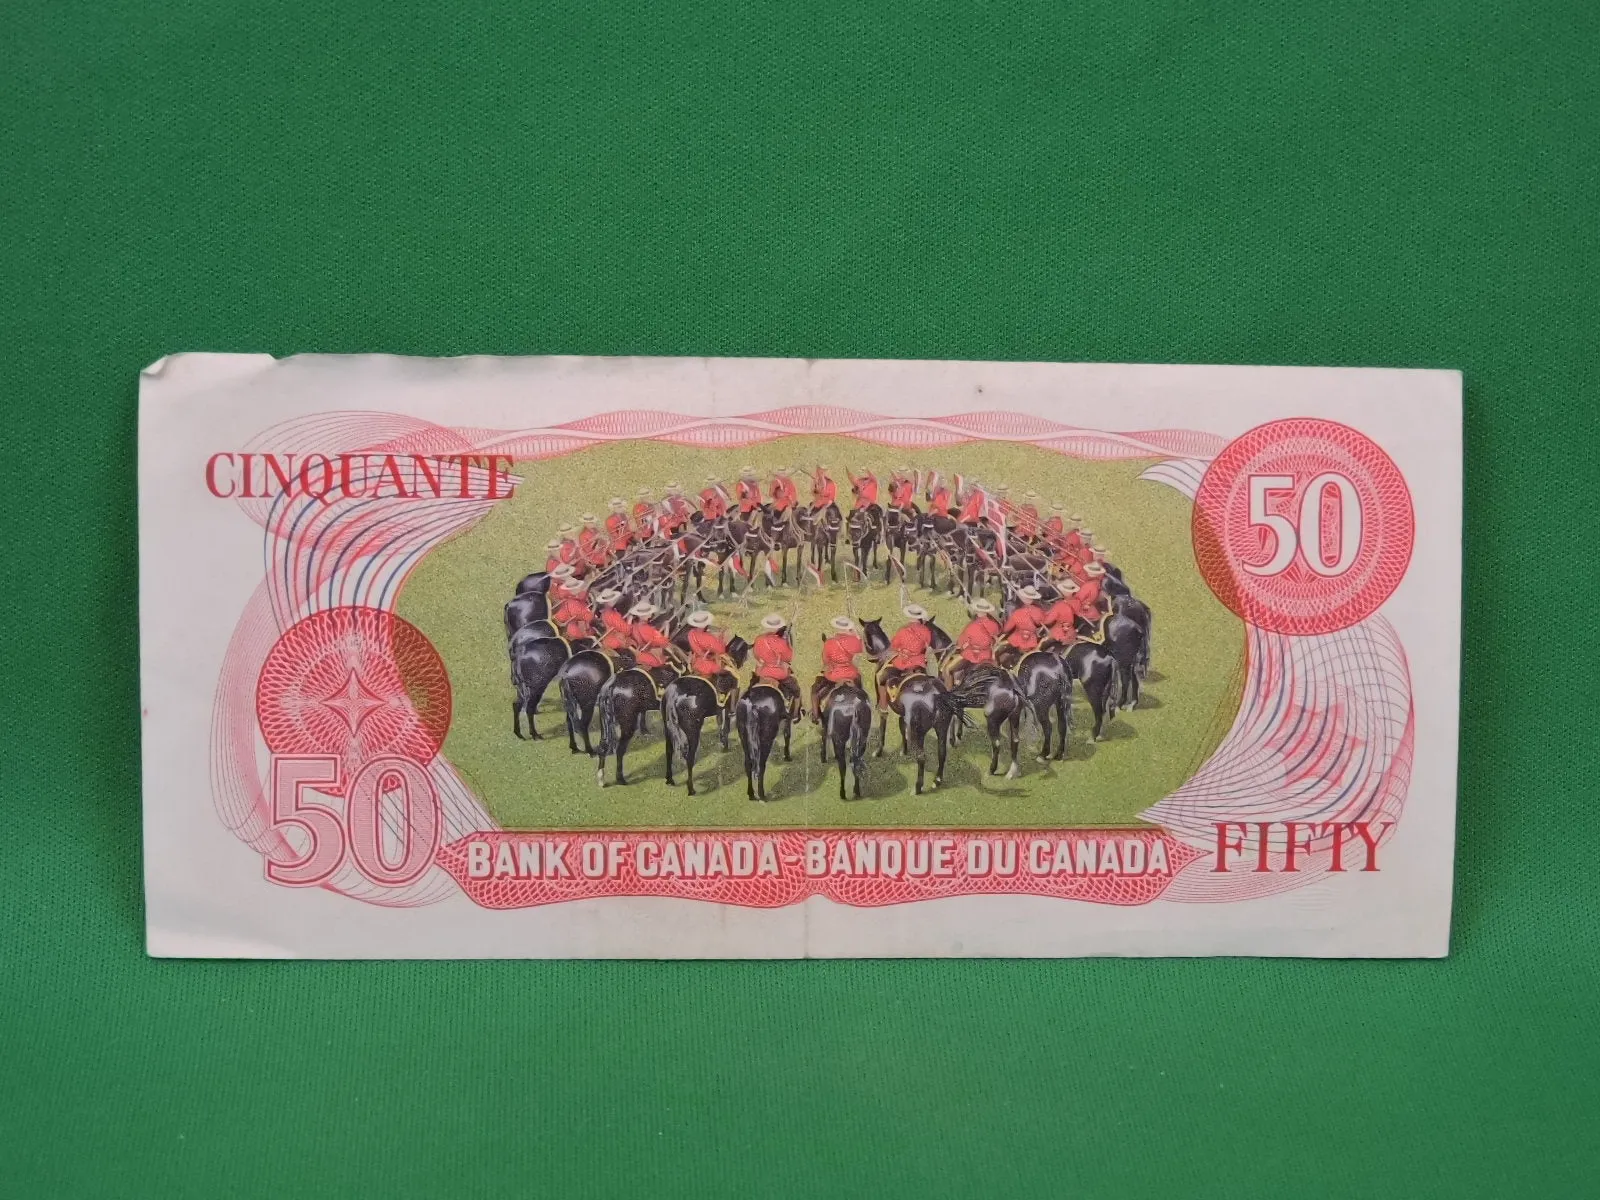 CINQUANTE
50
50
BANK OF CANADA - BANQUE DU CANADA
FIFTY